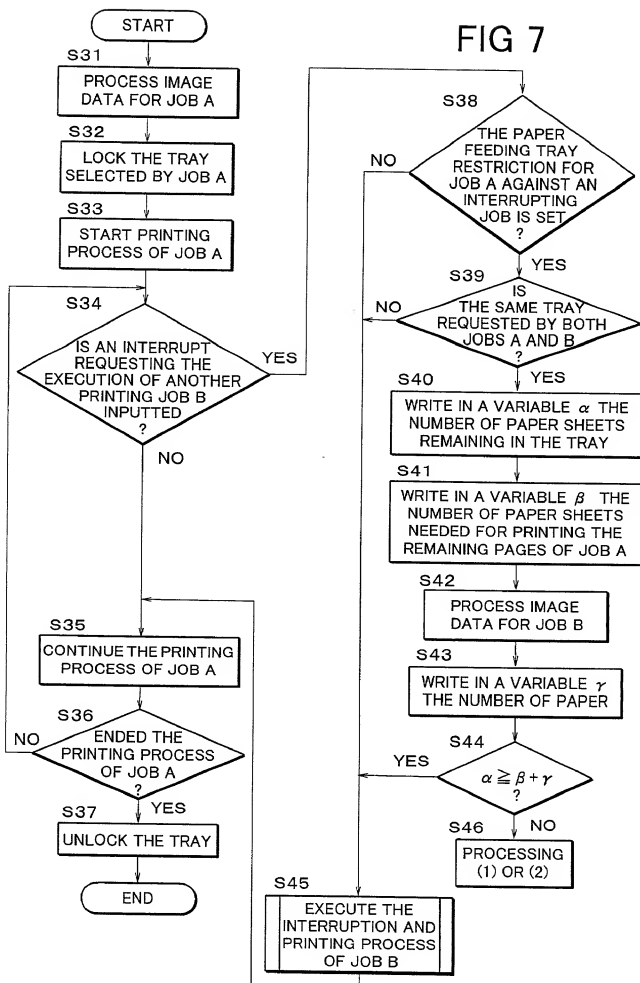 FIG 7
START
S31
PROCESS IMAGE
DATA FOR JOB A
S32
LOCK THE TRAY
SELECTED BY JOB A
S33
START PRINTING
PROCESS OF JOB A
S34
IS AN INTERRUPT
REQUESTING THE
EXECUTION OF ANOTHER
PRINTING JOB B
INPUTTED
?
YES
NO
S35
CONTINUE THE PRINTING
PROCESS OF JOB A
S36
ENDED THE
PRINTING PROCESS
OF JOB A
?
NO
YES
S37
UNLOCK THE TRAY
END
S38
THE PAPER
FEEDING TRAY
RESTRICTION FOR
JOB A AGAINST AN
INTERRUPTING
JOB IS SET
?
NO
YES
S39
IS
THE SAME TRAY
REQUESTED BY BOTH
JOBS A AND B
?
NO
YES
S40
WRITE IN A VARIABLE α THE
NUMBER OF PAPER SHEETS
REMAINING IN THE TRAY
S41
WRITE IN A VARIABLE β THE
NUMBER OF PAPER SHEETS
NEEDED FOR PRINTING THE
REMAINING PAGES OF JOB A
S42
PROCESS IMAGE
DATA FOR JOB B
S43
WRITE IN A VARIABLE γ
THE NUMBER OF PAPER
S44
α ≧ β + γ
?
YES
NO
S46
PROCESSING
(1) OR (2)
S45
EXECUTE THE
INTERRUPTION AND
PRINTING PROCESS
OF JOB B